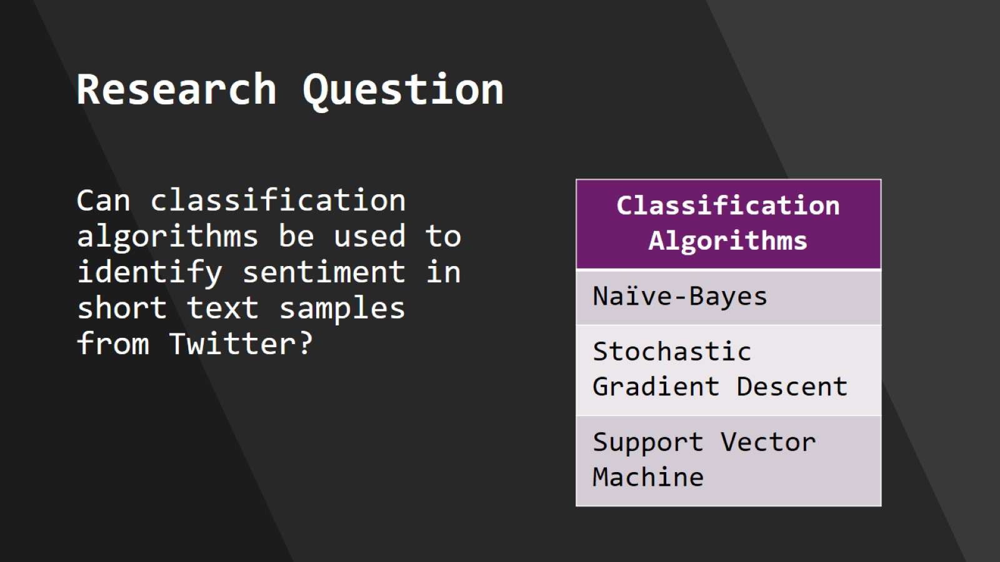 Research Question
Can classification
algorithms be used to
identify sentiment in
short text samples
from Twitter?
Classification
Algorithms
Naïve-Bayes
Stochastic
Gradient Descent
Support Vector
Machine